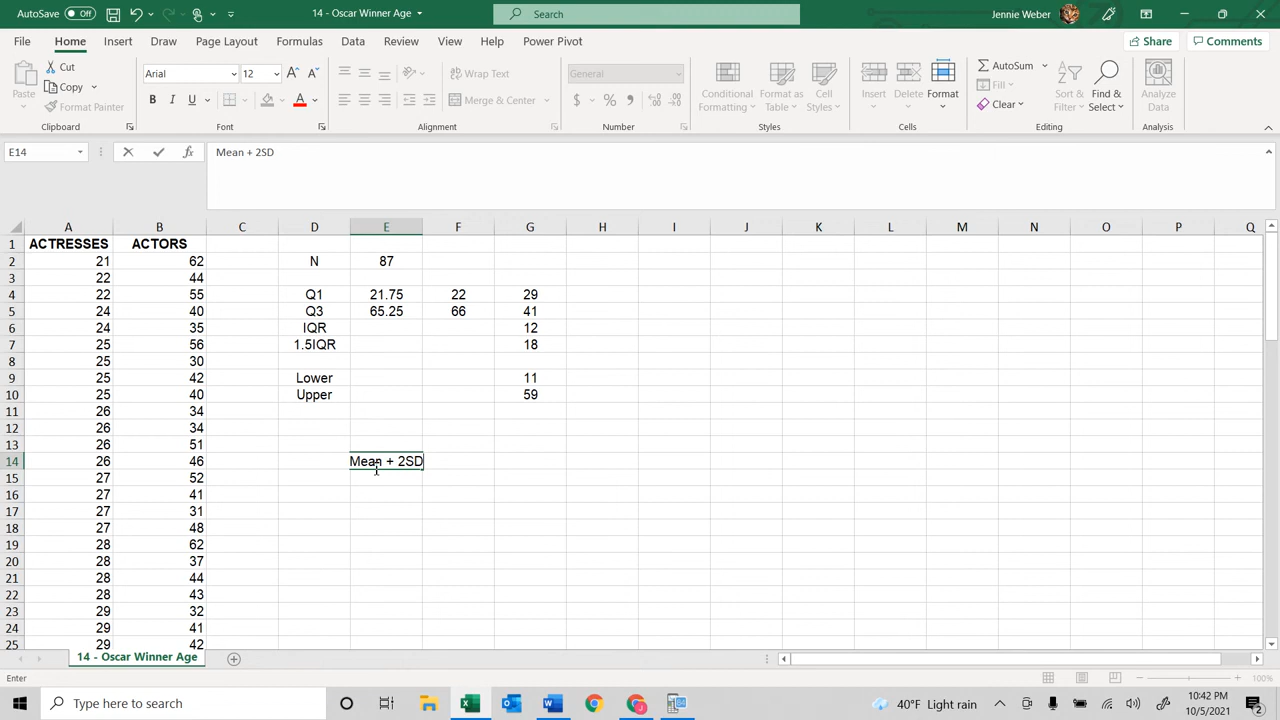 AutoSave Off 14 - Oscar Winner Age Search Jennie Weber
File Home Insert Draw Page Layout Formulas Data Review View Help Power Pivot Share Comments
Paste Cut Copy Format Painter Clipboard
Arial 12 B I U A Font
Wrap Text Merge & Center Alignment
General $ % , Number
Conditional Formatting Format as Table Cell Styles Styles
Insert Delete Format Cells
AutoSum Fill Clear Sort & Filter Find & Select Editing
Analyze Data Analysis
E14 fx Mean + 2SD
A B C D E F G H I J K L M N O P Q
1 ACTRESSES ACTORS
2 21 62 N 87
3 22 44
4 22 55 Q1 21.75 22 29
5 24 40 Q3 65.25 66 41
6 24 35 IQR 12
7 25 56 1.5IQR 18
8 25 30
9 25 42 Lower 11
10 25 40 Upper 59
11 26 34
12 26 34
13 26 51
14 26 46 Mean + 2SD
15 27 52
16 27 41
17 27 31
18 27 48
19 28 62
20 28 37
21 28 44
22 28 43
23 29 32
24 29 41
25 29 42
14 - Oscar Winner Age
Enter 100%
Type here to search 40°F Light rain 10:42 PM
10/5/2021 2